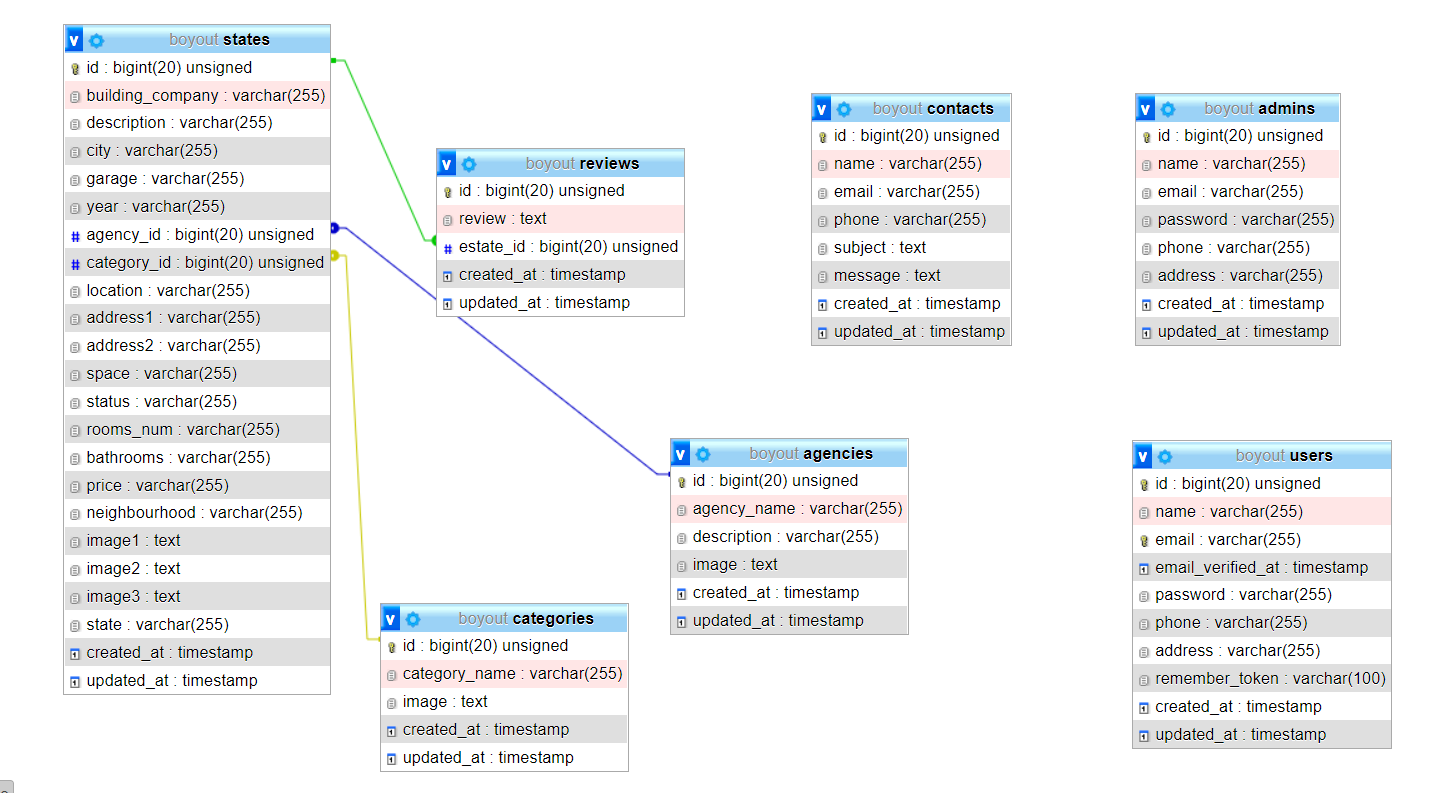 boyout states
id : bigint(20) unsigned
building_company : varchar(255)
description : varchar(255)
city : varchar(255)
garage : varchar(255)
year : varchar(255)
agency_id : bigint(20) unsigned
category_id : bigint(20) unsigned
location : varchar(255)
address1 : varchar(255)
address2 : varchar(255)
space : varchar(255)
status : varchar(255)
rooms_num : varchar(255)
bathrooms : varchar(255)
price : varchar(255)
neighbourhood : varchar(255)
image1 : text
image2 : text
image3 : text
state : varchar(255)
created_at : timestamp
updated_at : timestamp
boyout reviews
id : bigint(20) unsigned
review : text
estate_id : bigint(20) unsigned
created_at : timestamp
updated_at : timestamp
boyout categories
id : bigint(20) unsigned
category_name : varchar(255)
image : text
created_at : timestamp
updated_at : timestamp
boyout agencies
id : bigint(20) unsigned
agency_name : varchar(255)
description : varchar(255)
image : text
created_at : timestamp
updated_at : timestamp
boyout contacts
id : bigint(20) unsigned
name : varchar(255)
email : varchar(255)
phone : varchar(255)
subject : text
message : text
created_at : timestamp
updated_at : timestamp
boyout admins
id : bigint(20) unsigned
name : varchar(255)
email : varchar(255)
password : varchar(255)
phone : varchar(255)
address : varchar(255)
created_at : timestamp
updated_at : timestamp
boyout users
id : bigint(20) unsigned
name : varchar(255)
email : varchar(255)
email_verified_at : timestamp
password : varchar(255)
phone : varchar(255)
address : varchar(255)
remember_token : varchar(100)
created_at : timestamp
updated_at : timestamp